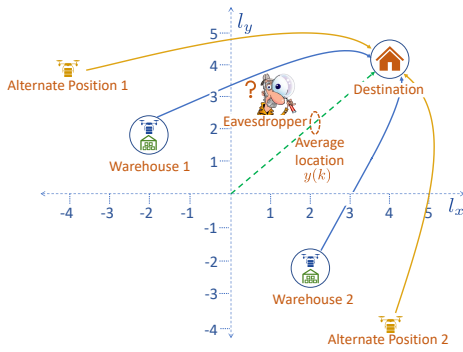 l_y
5
4
3
2
1
-1
-2
-3
-4
-4
-3
-2
-1
1
2
3
4
5
l_x
Alternate Position 1
?
Destination
Eavesdropper
Average
location
y(k)
Warehouse 1
Warehouse 2
Alternate Position 2